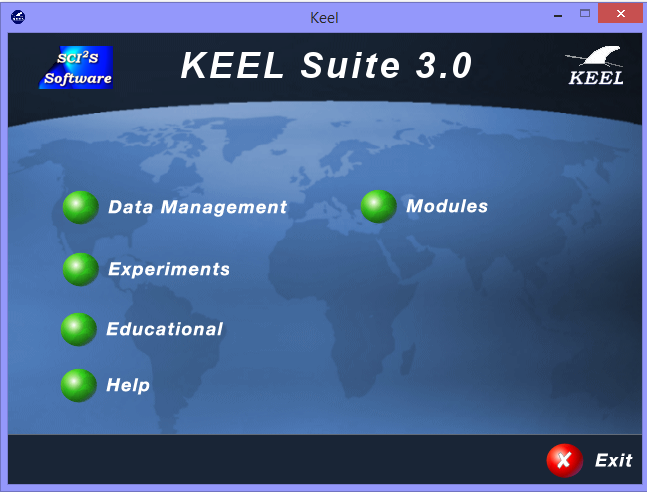 Keel
SCI²S
Software
KEEL Suite 3.0
KEEL
Data Management
Modules
Experiments
Educational
Help
Exit